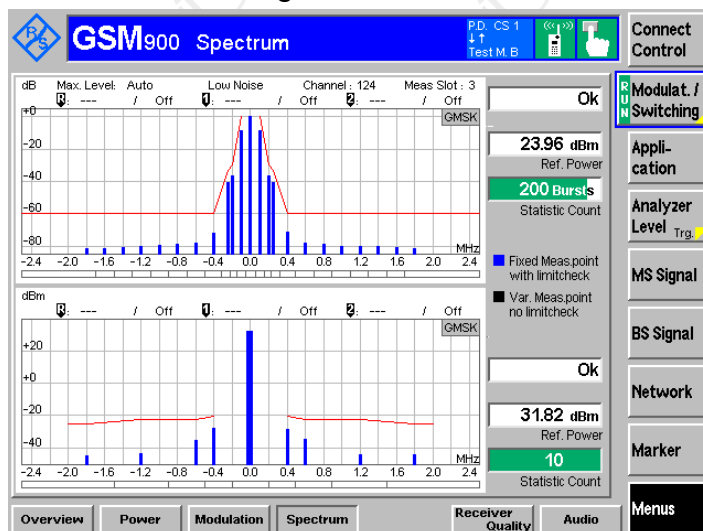 R/S GSM900 Spectrum
P.D. CS 1
Test M. B
Connect Control
dB Max. Level: Auto Low Noise Channel: 124 Meas Slot: 3
R: --- / Off 1: --- / Off 2: --- / Off
GMSK
+0
-20
-40
-60
-80
MHz
-2.4 -2.0 -1.6 -1.2 -0.8 -0.4 0.0 0.4 0.8 1.2 1.6 2.0 2.4
Ok
23.96 dBm
Ref. Power
200 Bursts
Statistic Count
Fixed Meas.point
with limitcheck
Var. Meas.point
no limitcheck
dBm
R: --- / Off 1: --- / Off 2: --- / Off
GMSK
+20
+0
-20
-40
MHz
-2.4 -2.0 -1.6 -1.2 -0.8 -0.4 0.0 0.4 0.8 1.2 1.6 2.0 2.4
Ok
31.82 dBm
Ref. Power
10
Statistic Count
RUN
Modulat. /
Switching
Appli-
cation
Analyzer
Level Trg.
MS Signal
BS Signal
Network
Marker
Menus
Overview Power Modulation Spectrum Receiver Quality Audio